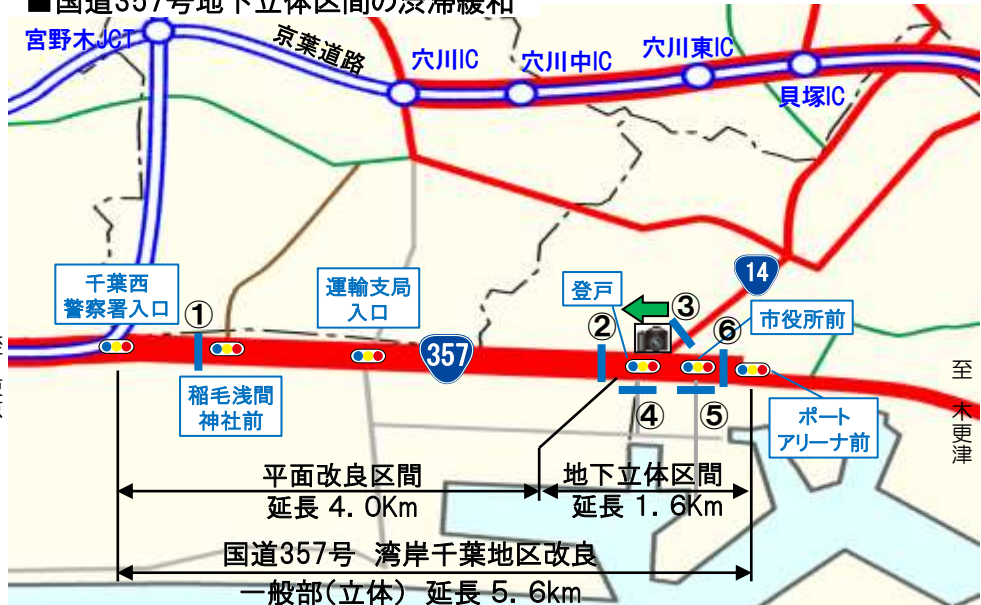 ■国道357号地下立体区間の渋滞緩和
宮野木JCT
京葉道路
穴川IC
穴川中IC
穴川東IC
貝塚IC
千葉西
警察署入口
①
稲毛浅間
神社前
運輸支局
入口
357
登戸
②
③
14
⑥
市役所前
④
⑤
ポート
アリーナ前
至 木更津
平面改良区間
延長 4.0Km
地下立体区間
延長 1.6Km
国道357号 湾岸千葉地区改良
一般部(立体) 延長 5.6km